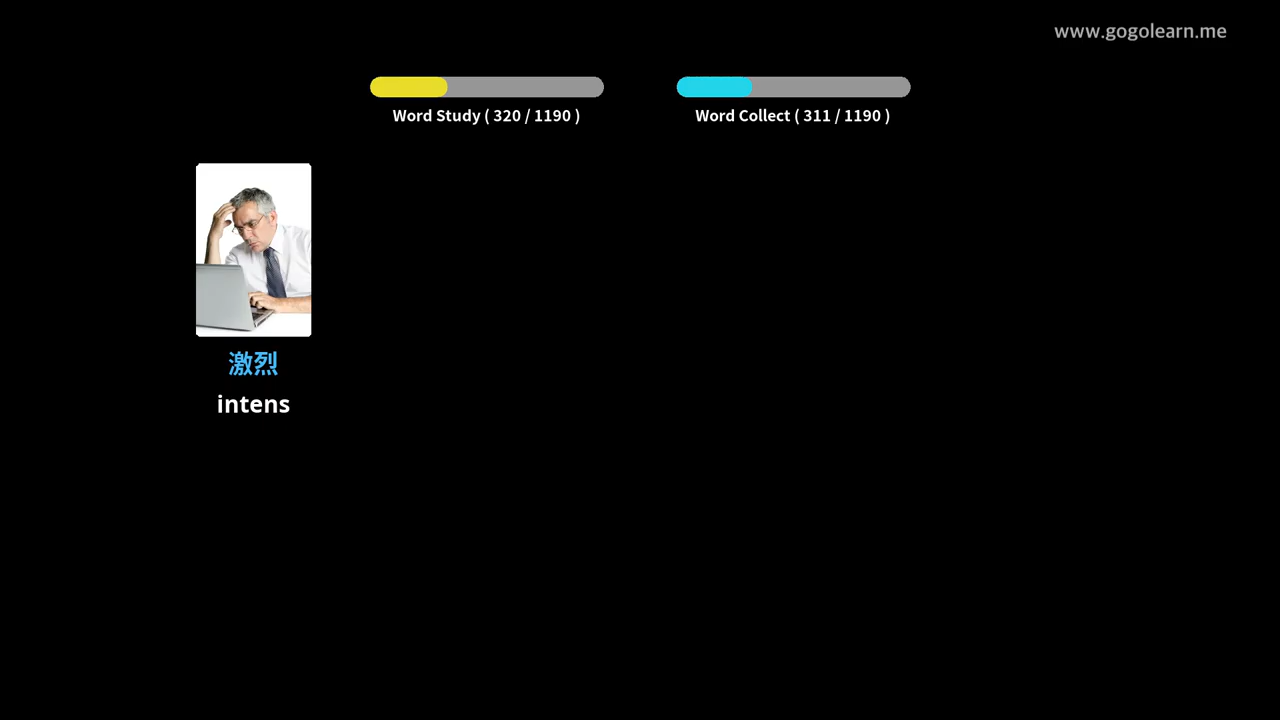 www.gogolearn.me
Word Study ( 320 / 1190 )
Word Collect ( 311 / 1190 )
激烈
intens